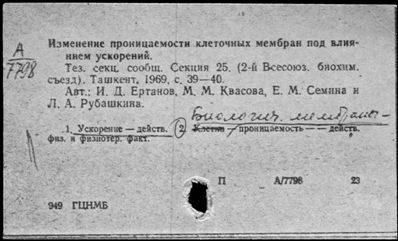 А/7798
Изменение проницаемости клеточных мембран под влия-
нием ускорений.
Тез. секц. сообщ. Секция 25. (2-й Всесоюз. биохим.
съезд). Ташкент, 1969, с. 39—40.
Авт.: И. Д. Ертанов, М. М. Квасова, Е. М. Семина и
Л. А. Рубашкина.
Биология. мембраны-
1. Ускорение — действ. 2. Клетка — проницаемость — — действ.
физ. и физиотер. факт.
П А/7798 23
949 ГЦНМБ